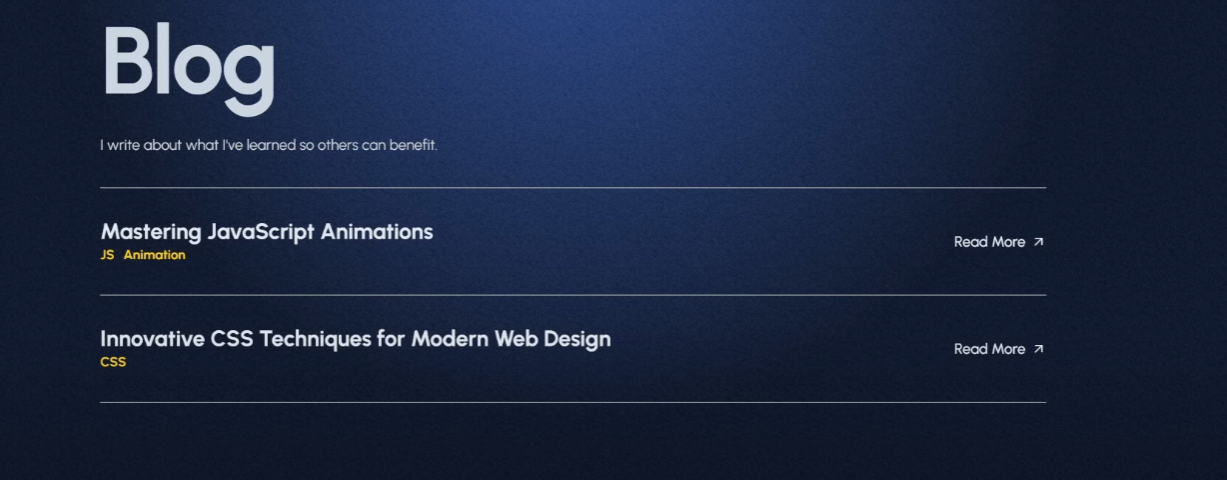 Blog
I write about what I've learned so others can benefit.
Mastering JavaScript Animations
JS Animation
Read More ↗
Innovative CSS Techniques for Modern Web Design
CSS
Read More ↗